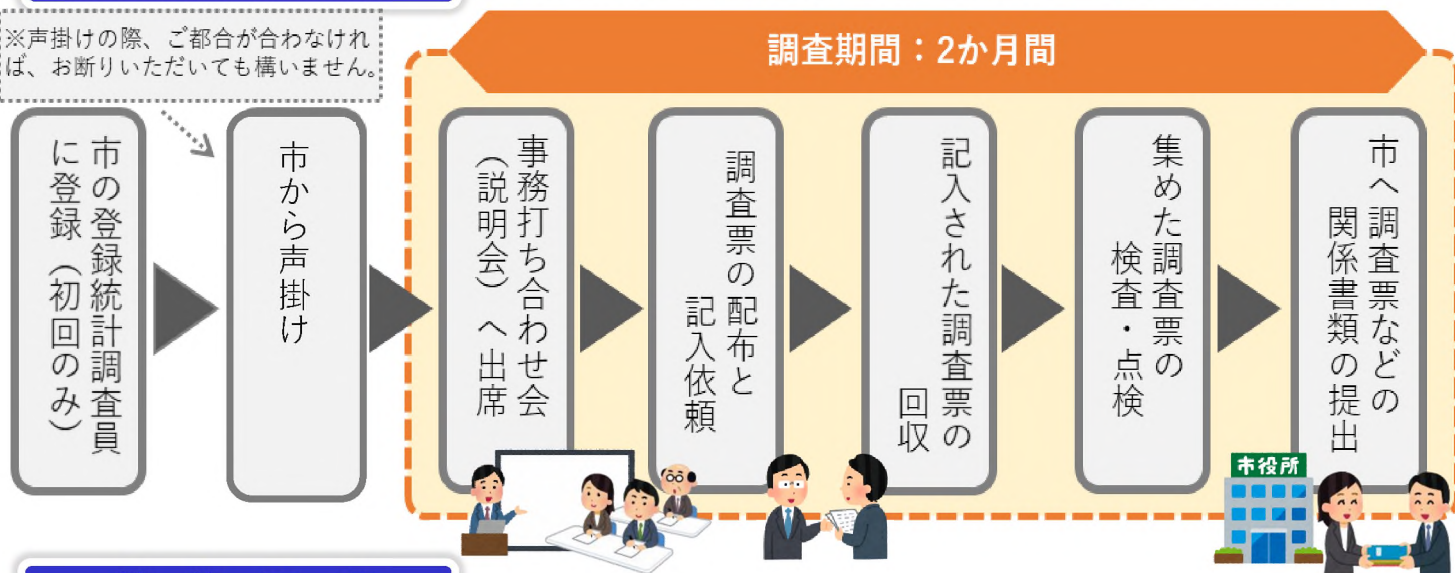 ※声掛けの際、ご都合が合わなけれ
ば、お断りいただいても構いません。
調査期間：2か月間
市の登録統計調査員
に登録（初回のみ）
市から声掛け
事務打ち合わせ会
（説明会）へ出席
調査票の配布と
記入依頼
記入された調査票の
回収
集めた調査票の
検査・点検
市へ調査票などの
関係書類の提出
市役所